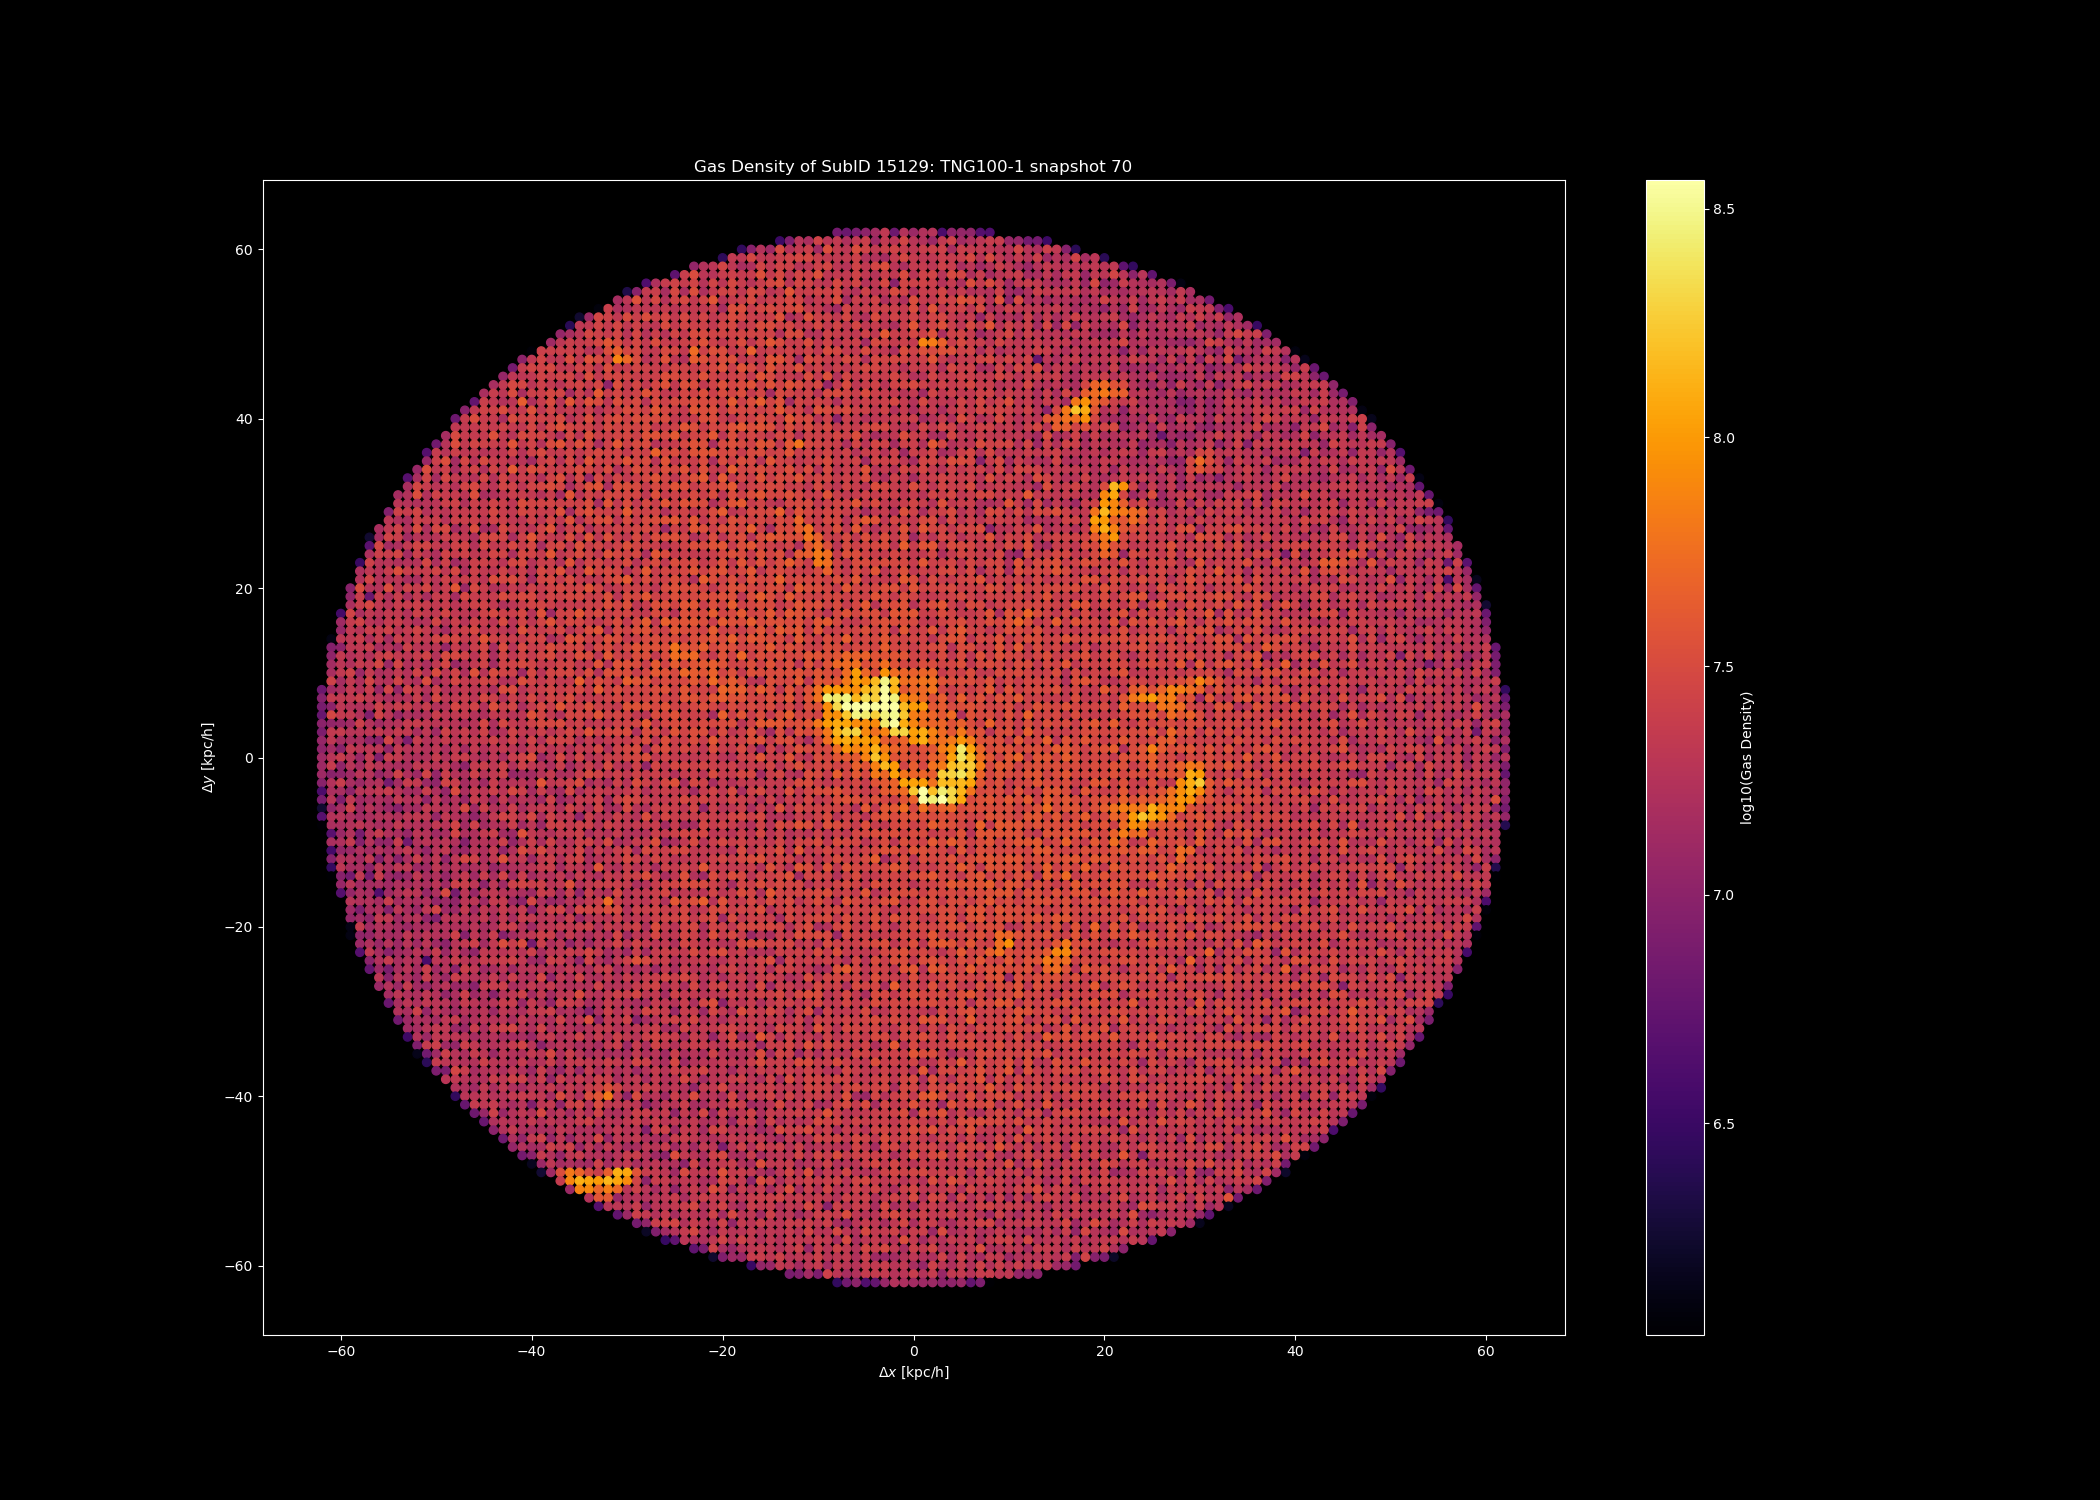 Gas Density of SubID 15129: TNG100-1 snapshot 70
60
40
20
0
−20
−40
−60
Δy [kpc/h]
−60 −40 −20 0 20 40 60
Δx [kpc/h]
8.5
8.0
7.5
7.0
6.5
log10(Gas Density)